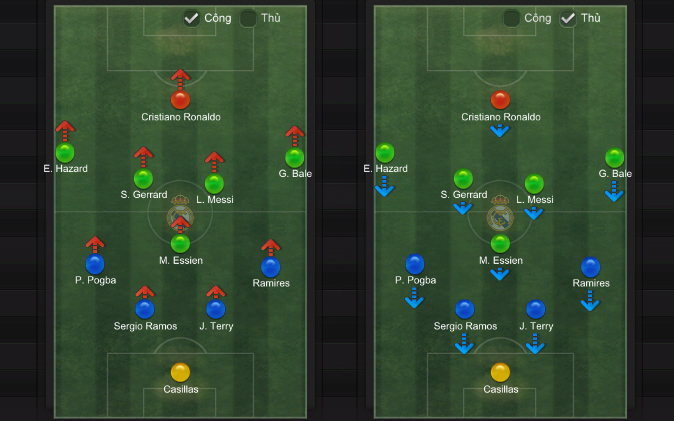 Công Thủ
Cristiano Ronaldo
E. Hazard
G. Bale
S. Gerrard
L. Messi
M. Essien
P. Pogba
Ramires
Sergio Ramos
J. Terry
Casillas
Công Thủ
Cristiano Ronaldo
E. Hazard
G. Bale
S. Gerrard
L. Messi
M. Essien
P. Pogba
Ramires
Sergio Ramos
J. Terry
Casillas